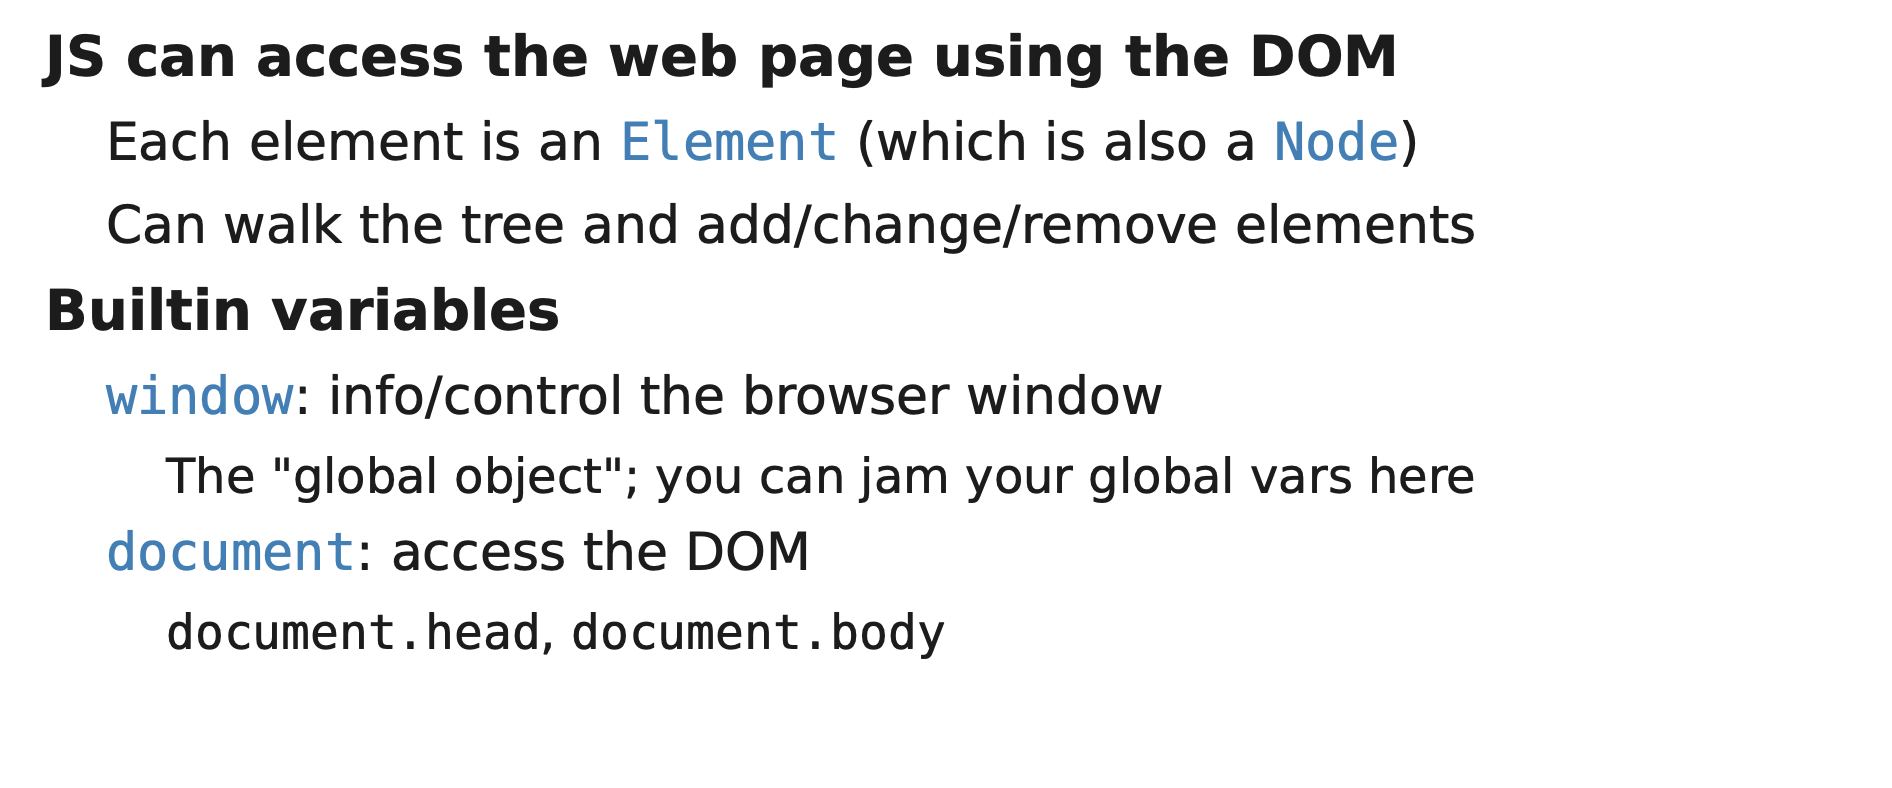 JS can access the web page using the DOM
Each element is an Element (which is also a Node)
Can walk the tree and add/change/remove elements
Builtin variables
window: info/control the browser window
The "global object"; you can jam your global vars here
document: access the DOM
document.head, document.body